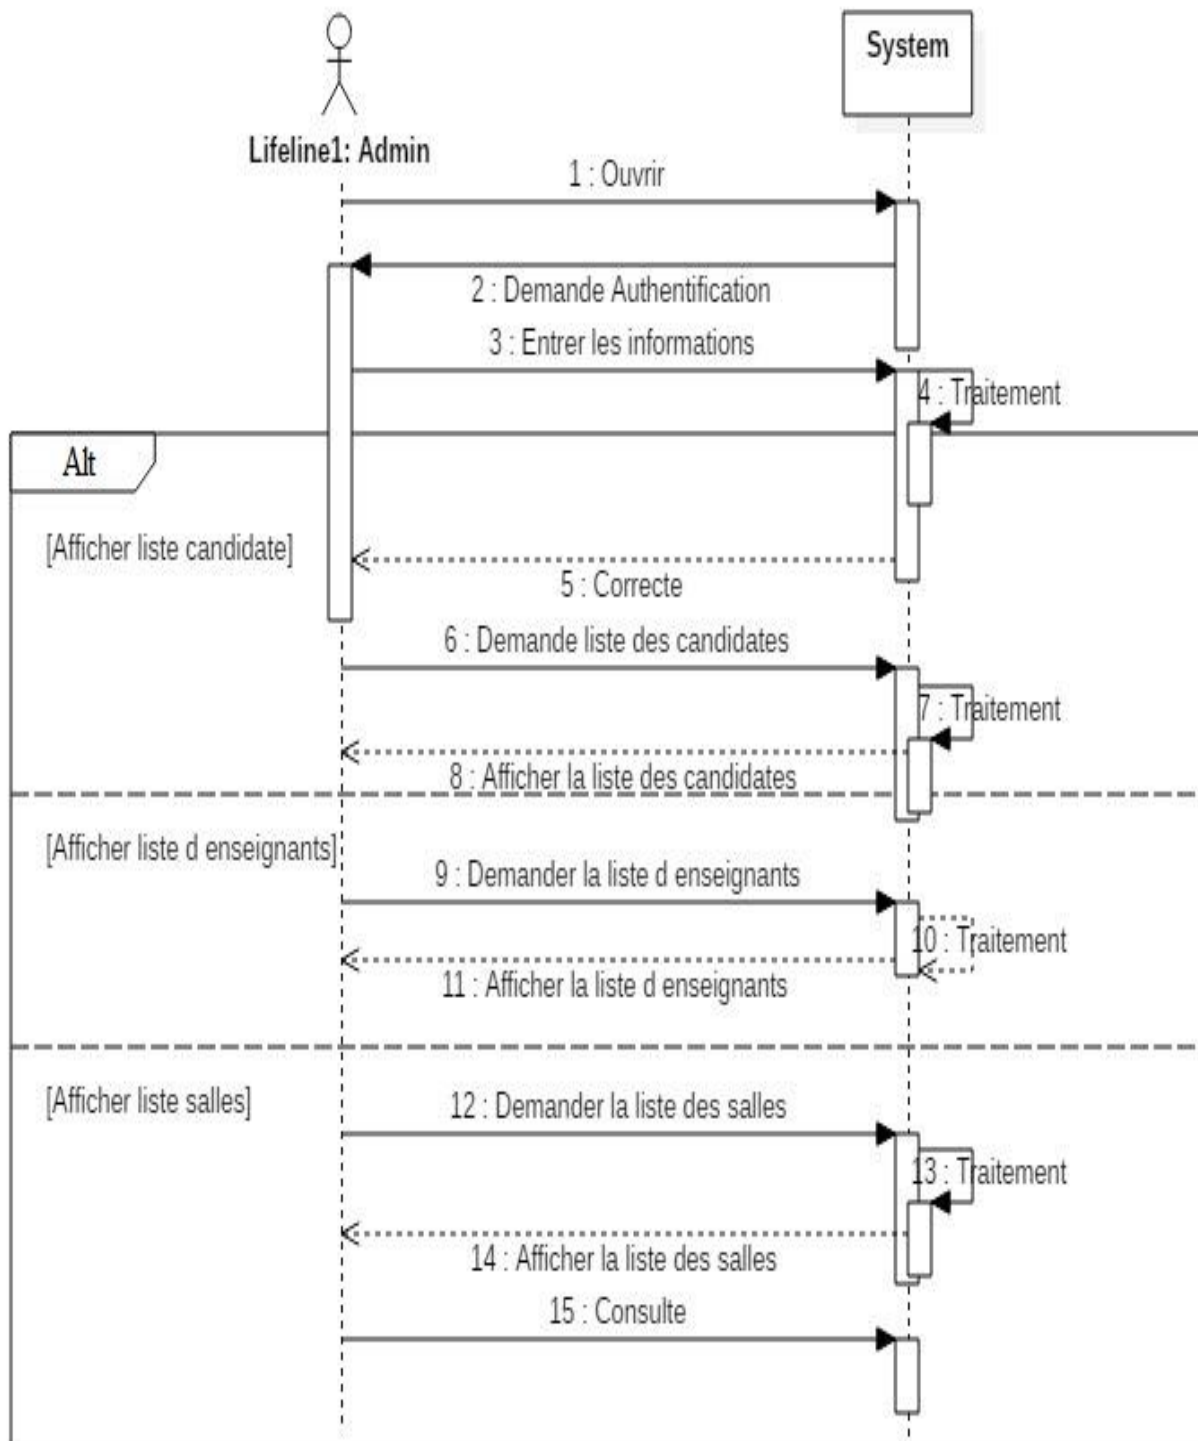 System
Lifeline1: Admin
1 : Ouvrir
2 : Demande Authentification
3 : Entrer les informations
4 : Traitement
Alt
[Afficher liste candidate]
5 : Correcte
6 : Demande liste des candidates
7 : Traitement
8 : Afficher la liste des candidates
[Afficher liste d enseignants]
9 : Demander la liste d enseignants
10 : Traitement
11 : Afficher la liste d enseignants
[Afficher liste salles]
12 : Demander la liste des salles
13 : Traitement
14 : Afficher la liste des salles
15 : Consulte